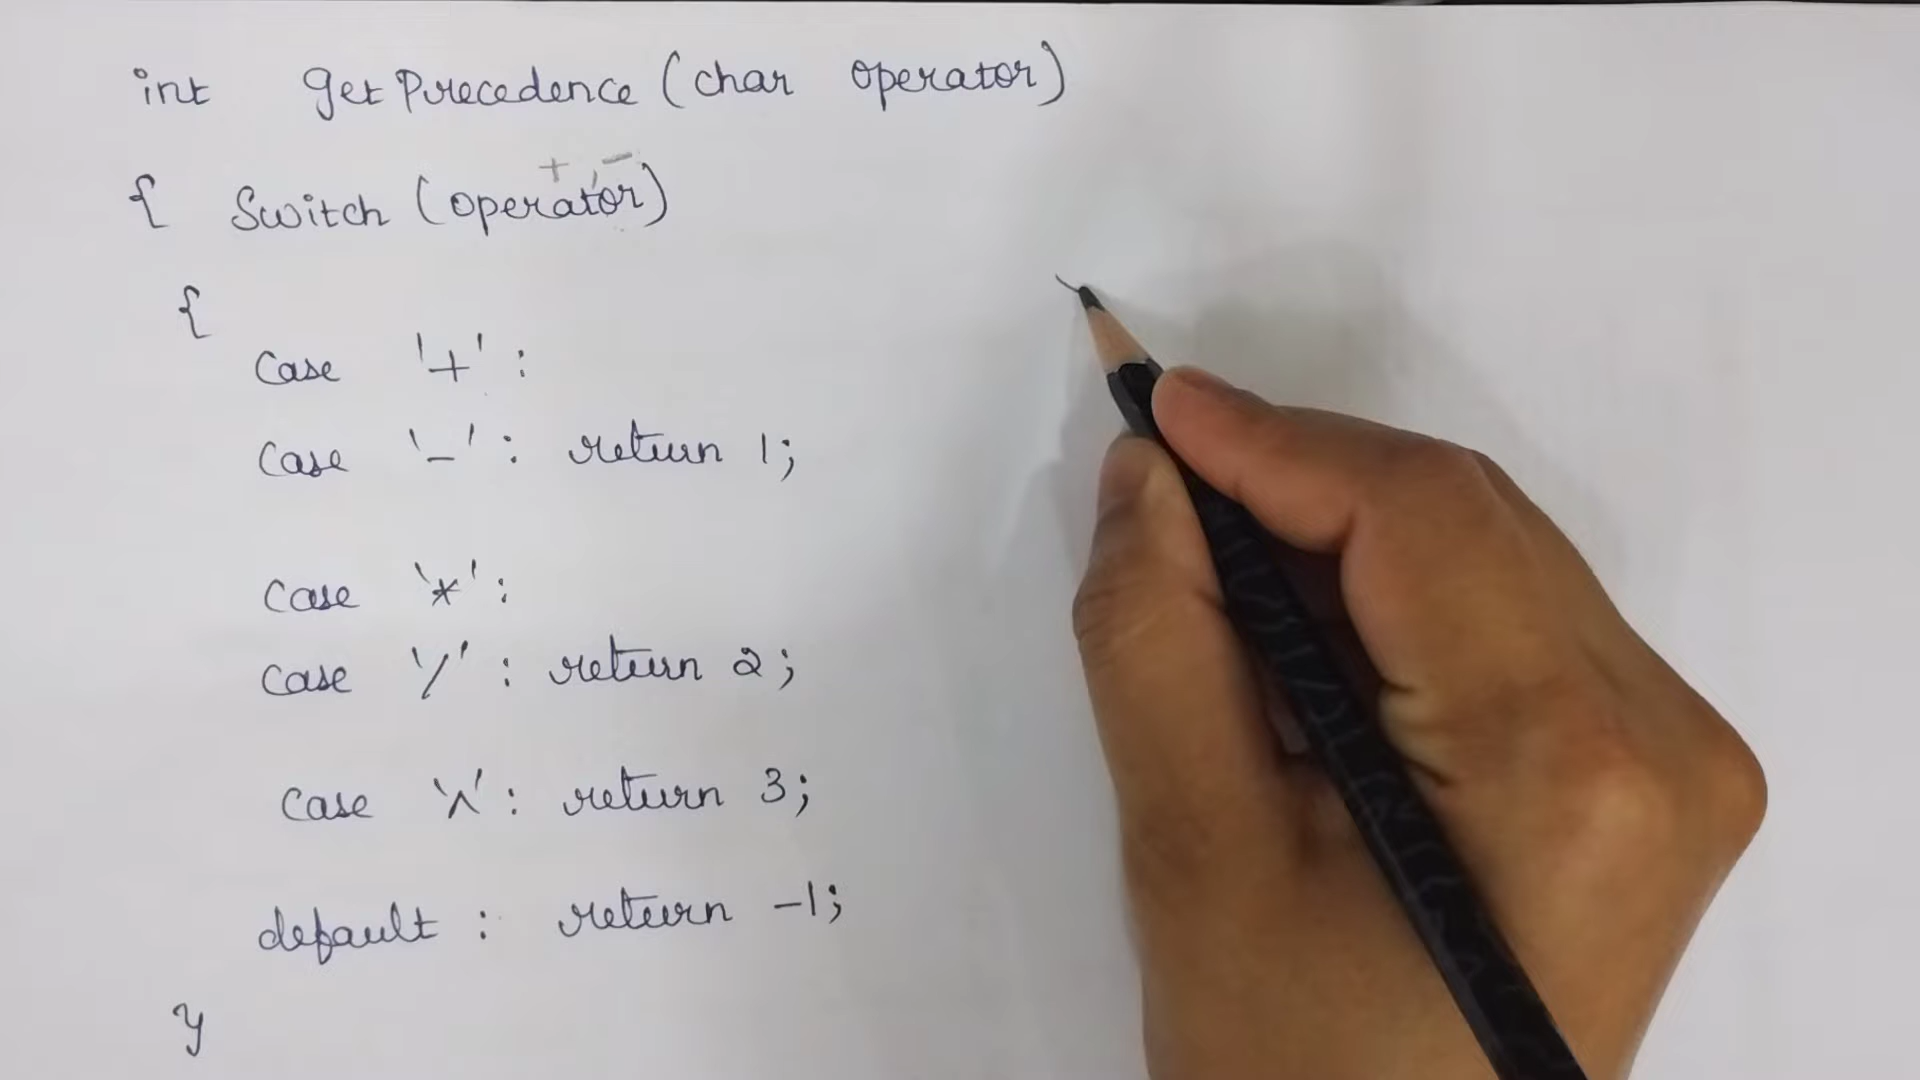 int getPrecedence (char operator)
+, -
{ Switch (operator)
{
Case '+' :
Case '-' : return 1;
Case '*' :
Case '/' : return 2;
Case '^' : return 3;
default : return -1;
}